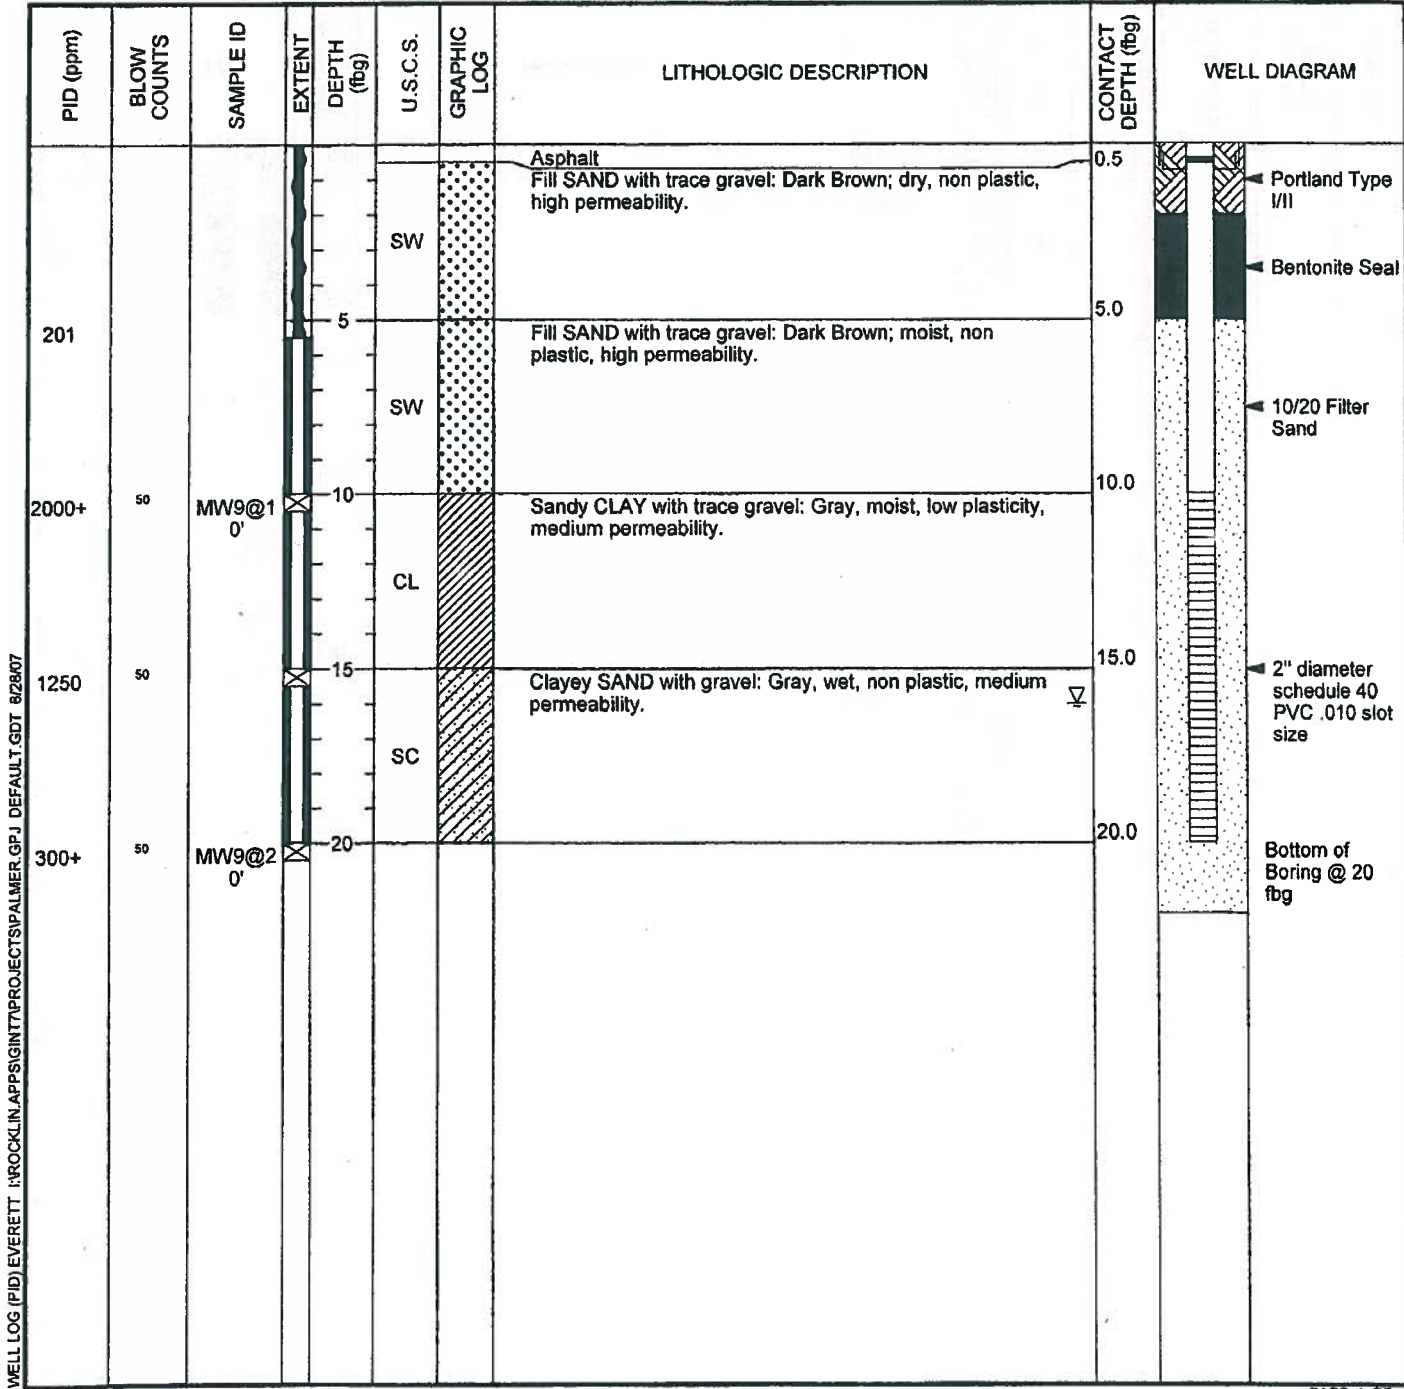 PID (ppm)
BLOW
COUNTS
SAMPLE ID
EXTENT
DEPTH
(fbg)
U.S.C.S.
GRAPHIC
LOG
LITHOLOGIC DESCRIPTION
CONTACT
DEPTH (fbg)
WELL DIAGRAM
Asphalt
0.5
Fill SAND with trace gravel: Dark Brown; dry, non plastic,
high permeability.
Portland Type
I/II
SW
Bentonite Seal
5
5.0
201
Fill SAND with trace gravel: Dark Brown; moist, non
plastic, high permeability.
SW
10/20 Filter
Sand
10
10.0
2000+
50
MW9@1
0'
Sandy CLAY with trace gravel: Gray, moist, low plasticity,
medium permeability.
CL
15
15.0
1250
50
Clayey SAND with gravel: Gray, wet, non plastic, medium
permeability.
2" diameter
schedule 40
PVC .010 slot
size
SC
20
20.0
300+
50
MW9@2
0'
Bottom of
Boring @ 20
fbg
WELL LOG (PID) EVERETT I:\ROCKLIN.APPS\GINT7\PROJECTS\PALMER.GPJ DEFAULT.GDT 6/28/07